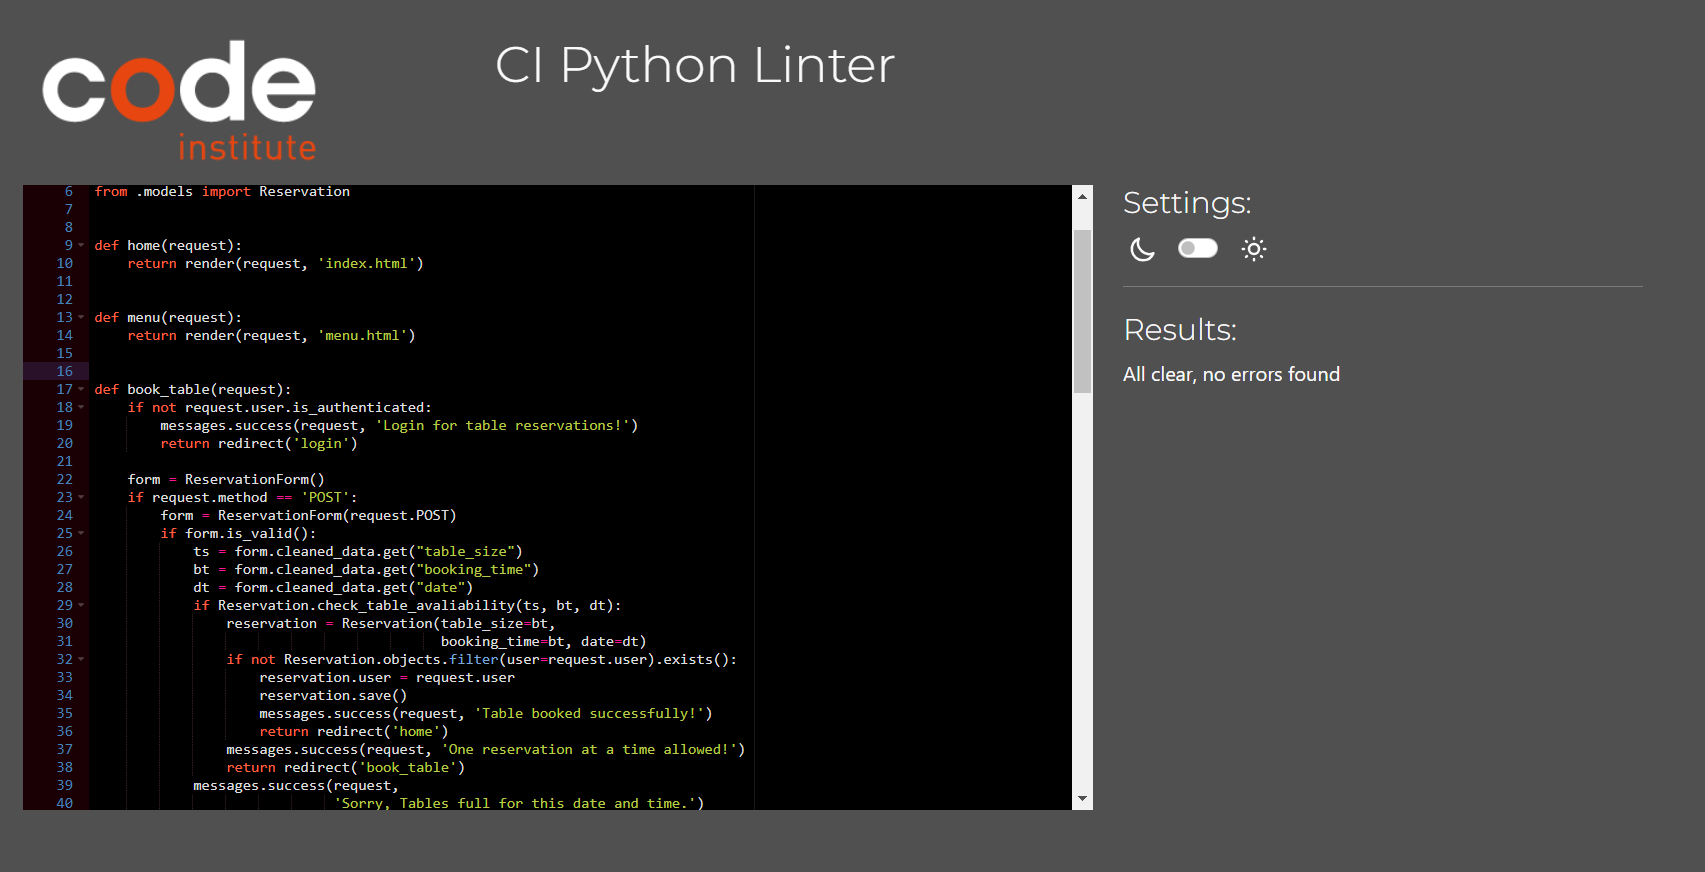 code
institute
CI Python Linter
6 from .models import Reservation
7
8
9 def home(request):
10     return render(request, 'index.html')
11
12
13 def menu(request):
14     return render(request, 'menu.html')
15
16
17 def book_table(request):
18     if not request.user.is_authenticated:
19         messages.success(request, 'Login for table reservations!')
20         return redirect('login')
21
22     form = ReservationForm()
23     if request.method == 'POST':
24         form = ReservationForm(request.POST)
25         if form.is_valid():
26             ts = form.cleaned_data.get("table_size")
27             bt = form.cleaned_data.get("booking_time")
28             dt = form.cleaned_data.get("date")
29             if Reservation.check_table_avaliability(ts, bt, dt):
30                 reservation = Reservation(table_size=bt,
31                                           booking_time=bt, date=dt)
32                 if not Reservation.objects.filter(user=request.user).exists():
33                     reservation.user = request.user
34                     reservation.save()
35                     messages.success(request, 'Table booked successfully!')
36                     return redirect('home')
37                 messages.success(request, 'One reservation at a time allowed!')
38                 return redirect('book_table')
39             messages.success(request,
40                              'Sorry, Tables full for this date and time.')
Settings:
Results:
All clear, no errors found